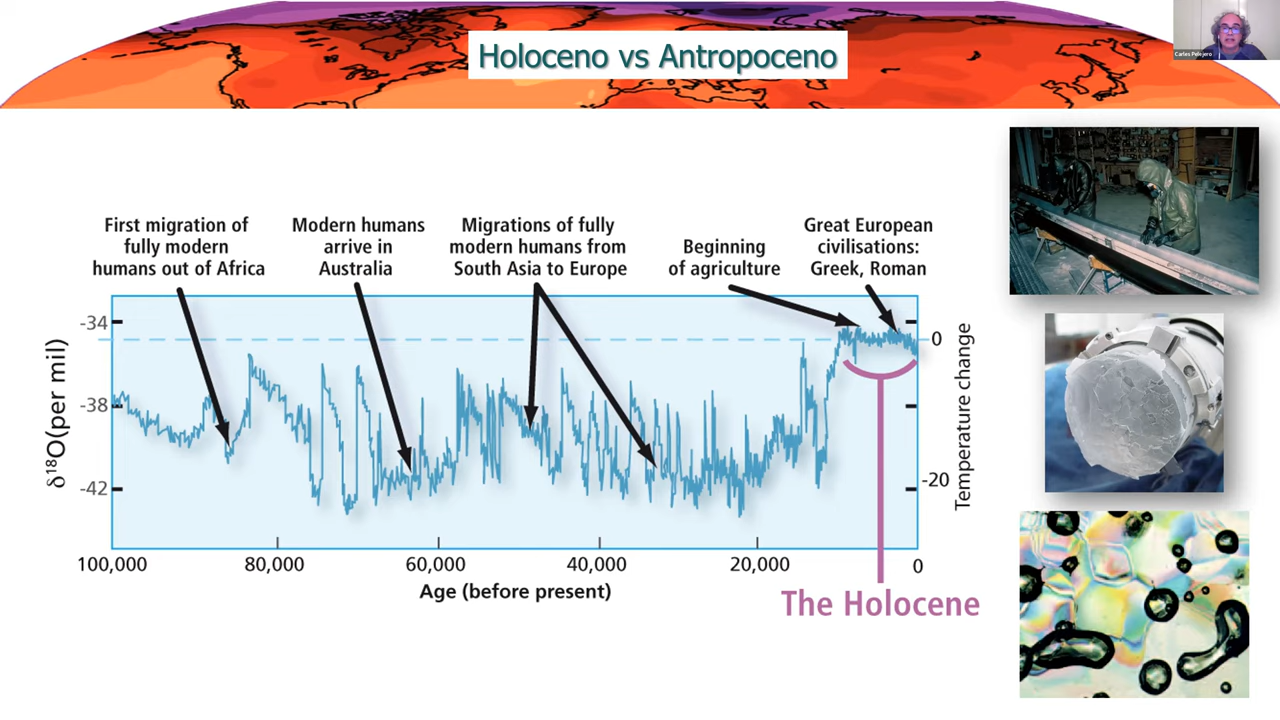 Holoceno vs Antropoceno
Carles Pelejero
First migration of
fully modern
humans out of Africa
Modern humans
arrive in
Australia
Migrations of fully
modern humans from
South Asia to Europe
Beginning
of agriculture
Great European
civilisations:
Greek, Roman
-34
-38
-42
δ¹⁸O(per mil)
0
-20
Temperature change
100,000
80,000
60,000
40,000
20,000
0
Age (before present)
The Holocene